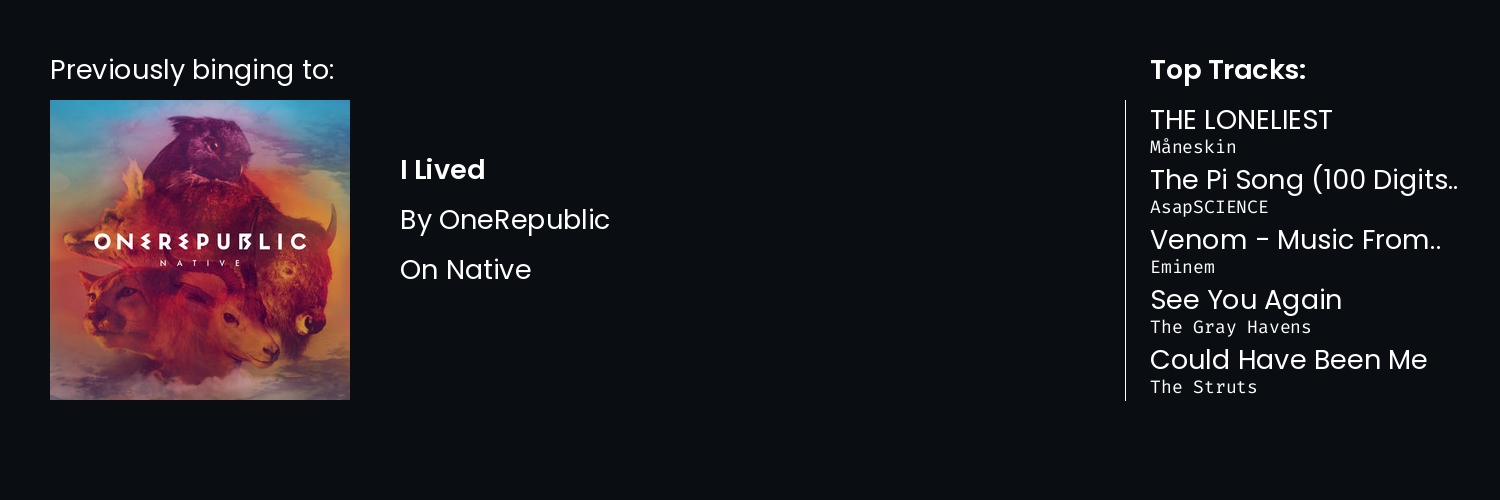 Previously binging to:
ONEREPUBLIC
NATIVE
I Lived
By OneRepublic
On Native
Top Tracks:
THE LONELIEST
Måneskin
The Pi Song (100 Digits..
AsapSCIENCE
Venom - Music From..
Eminem
See You Again
The Gray Havens
Could Have Been Me
The Struts